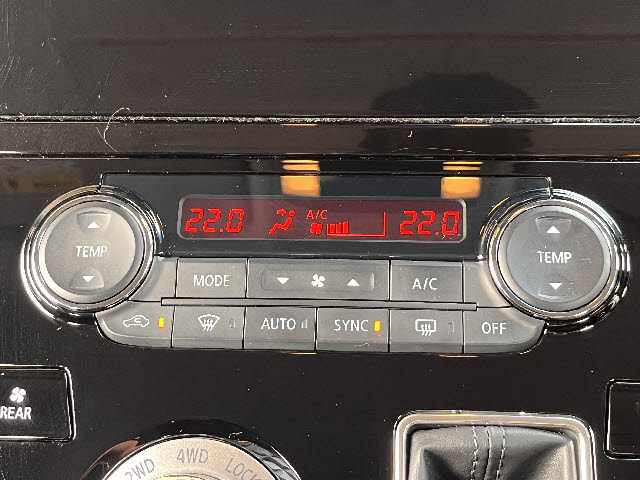 22.0 A/C 22.0
TEMP
TEMP
MODE A/C
AUTO SYNC OFF
REAR
2WD 4WD LOCK